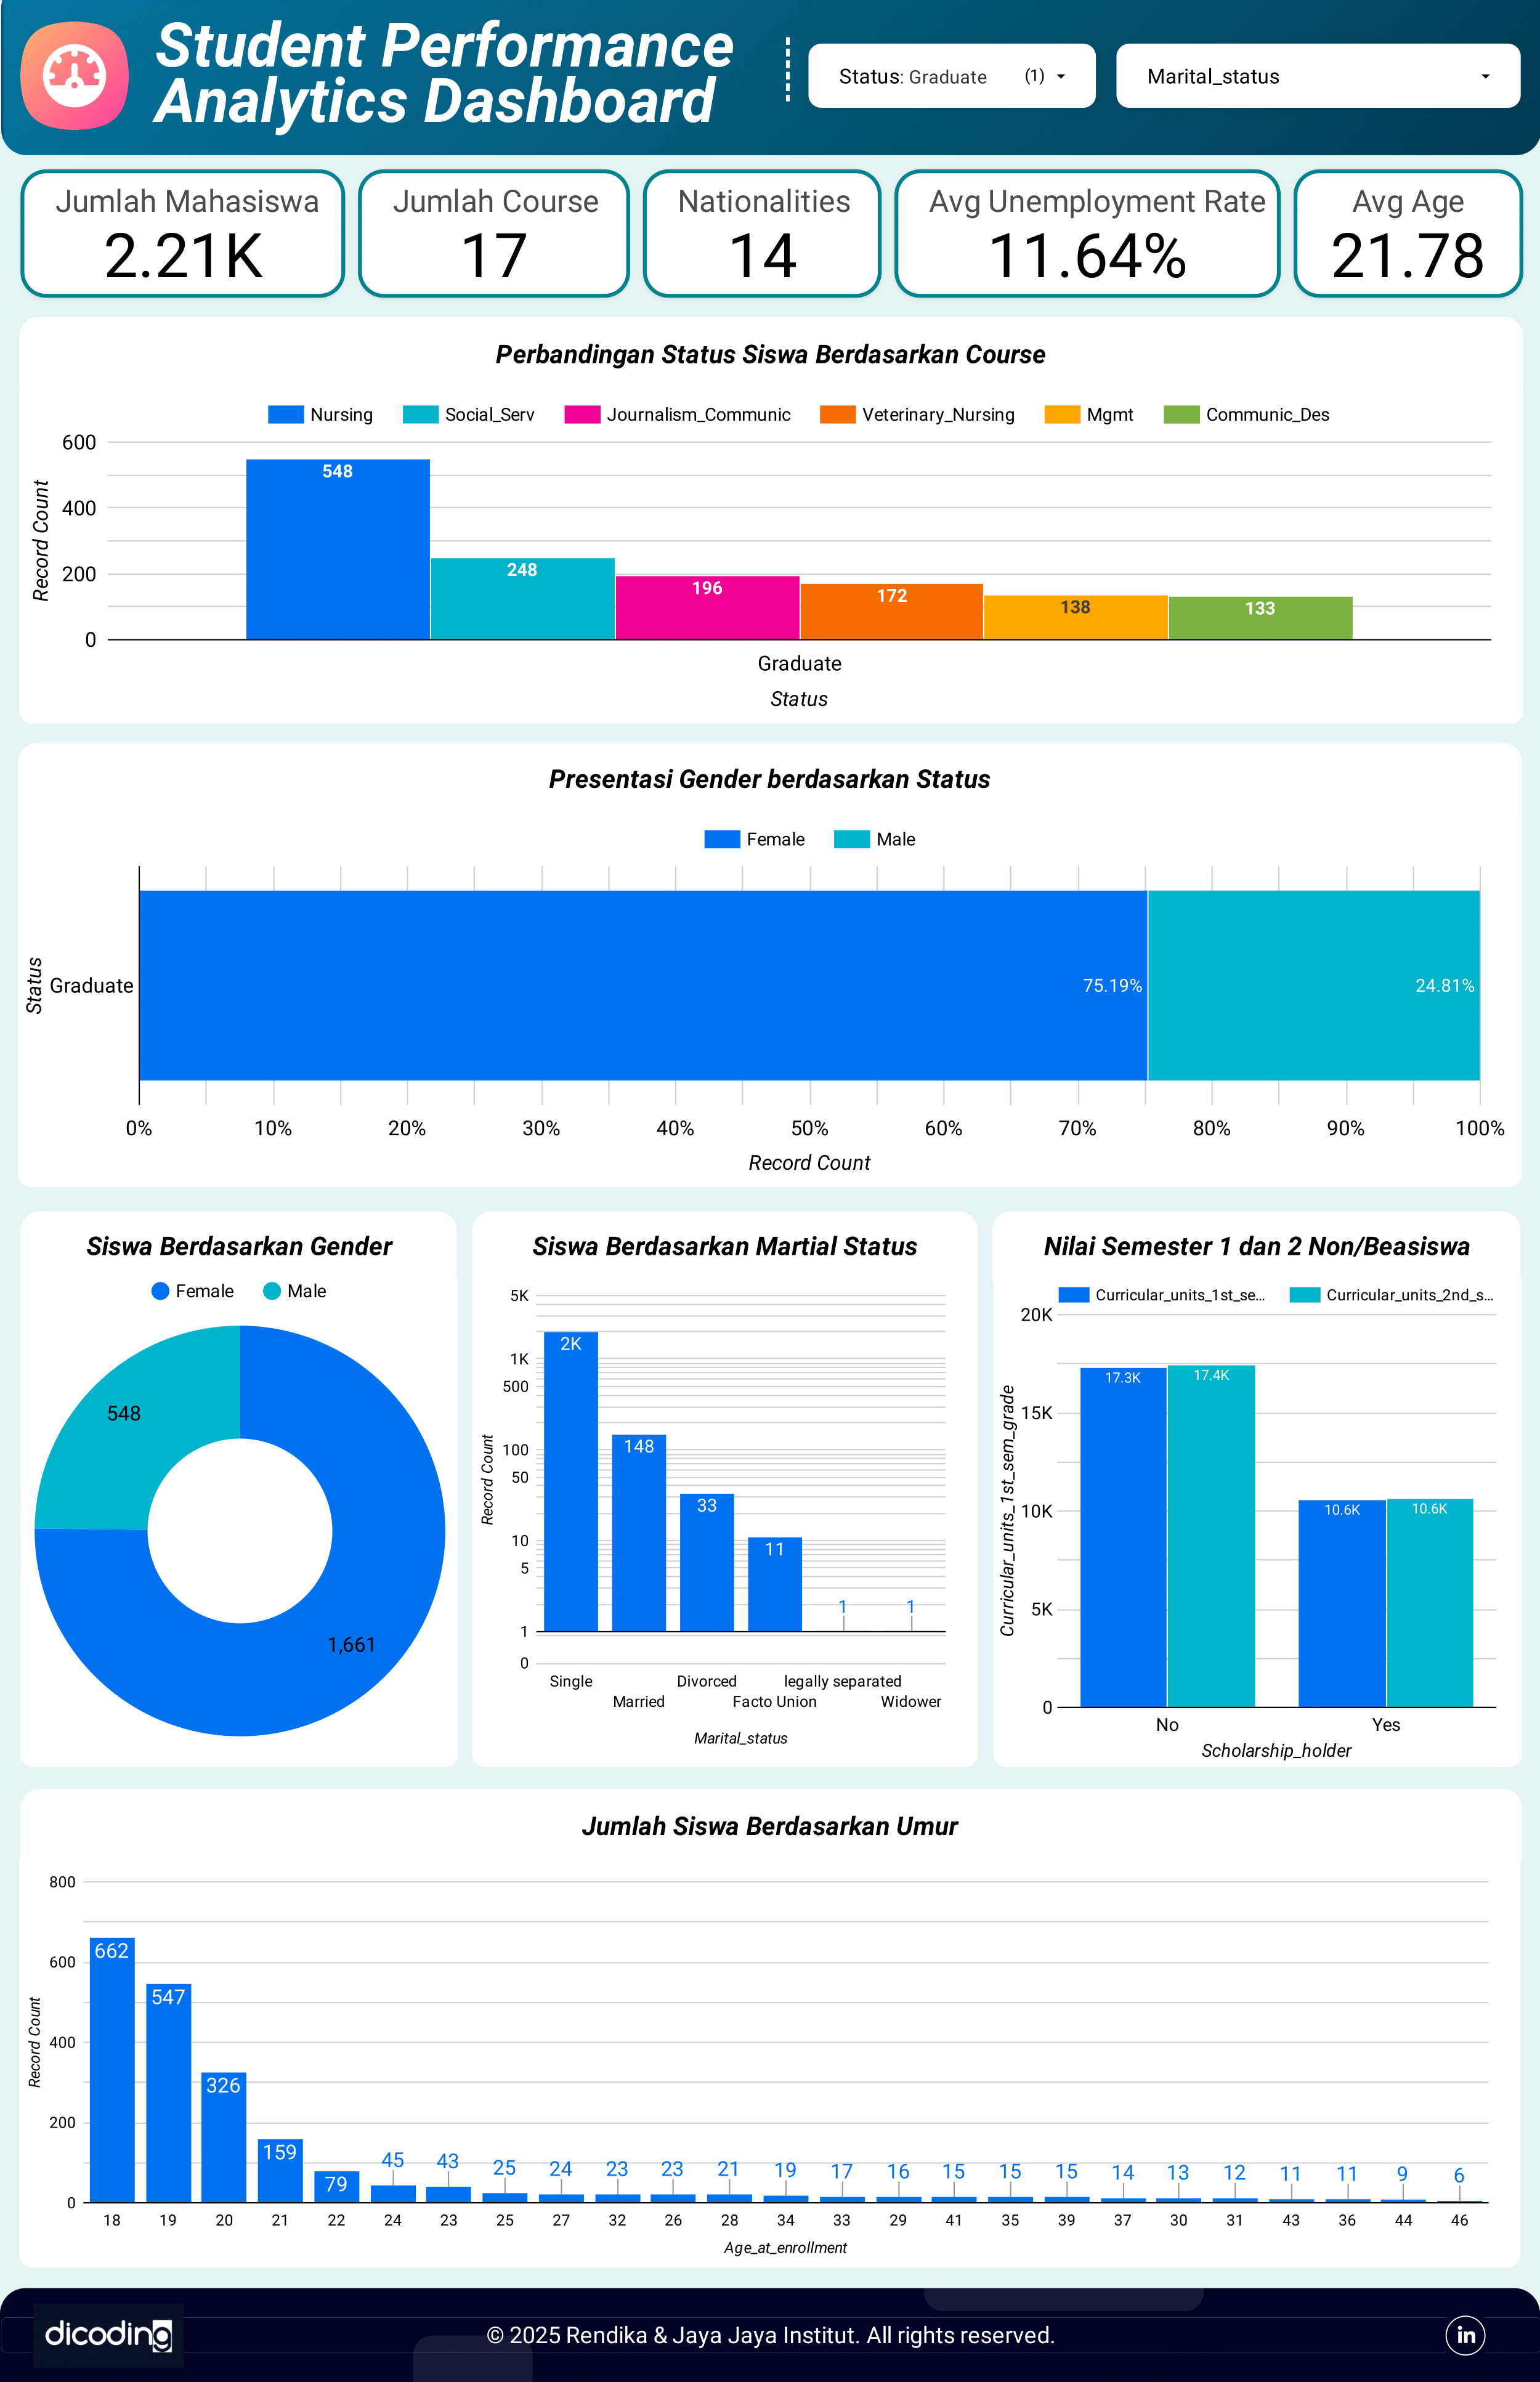 Student Performance
Analytics Dashboard
Status: Graduate (1)
Marital_status
Jumlah Mahasiswa
2.21K
Jumlah Course
17
Nationalities
14
Avg Unemployment Rate
11.64%
Avg Age
21.78
Perbandingan Status Siswa Berdasarkan Course
Nursing Social_Serv Journalism_Communic Veterinary_Nursing Mgmt Communic_Des
Record Count
600
400
200
0
548
248
196
172
138
133
Graduate
Status
Presentasi Gender berdasarkan Status
Female Male
Status
Graduate
75.19%
24.81%
0% 10% 20% 30% 40% 50% 60% 70% 80% 90% 100%
Record Count
Siswa Berdasarkan Gender
Female Male
548
1,661
Siswa Berdasarkan Martial Status
Record Count
5K
1K
500
100
50
10
5
1
0
2K
148
33
11
1
1
Single Divorced legally separated
Married Facto Union Widower
Marital_status
Nilai Semester 1 dan 2 Non/Beasiswa
Curricular_units_1st_se... Curricular_units_2nd_s...
Curricular_units_1st_sem_grade
20K
15K
10K
5K
0
17.3K
17.4K
10.6K
10.6K
No Yes
Scholarship_holder
Jumlah Siswa Berdasarkan Umur
Record Count
800
600
400
200
0
662 547 326 159 79 45 43 25 24 23 23 21 19 17 16 15 15 15 14 13 12 11 11 9 6
18 19 20 21 22 24 23 25 27 32 26 28 34 33 29 41 35 39 37 30 31 43 36 44 46
Age_at_enrollment
dicoding
© 2025 Rendika & Jaya Jaya Institut. All rights reserved.
in